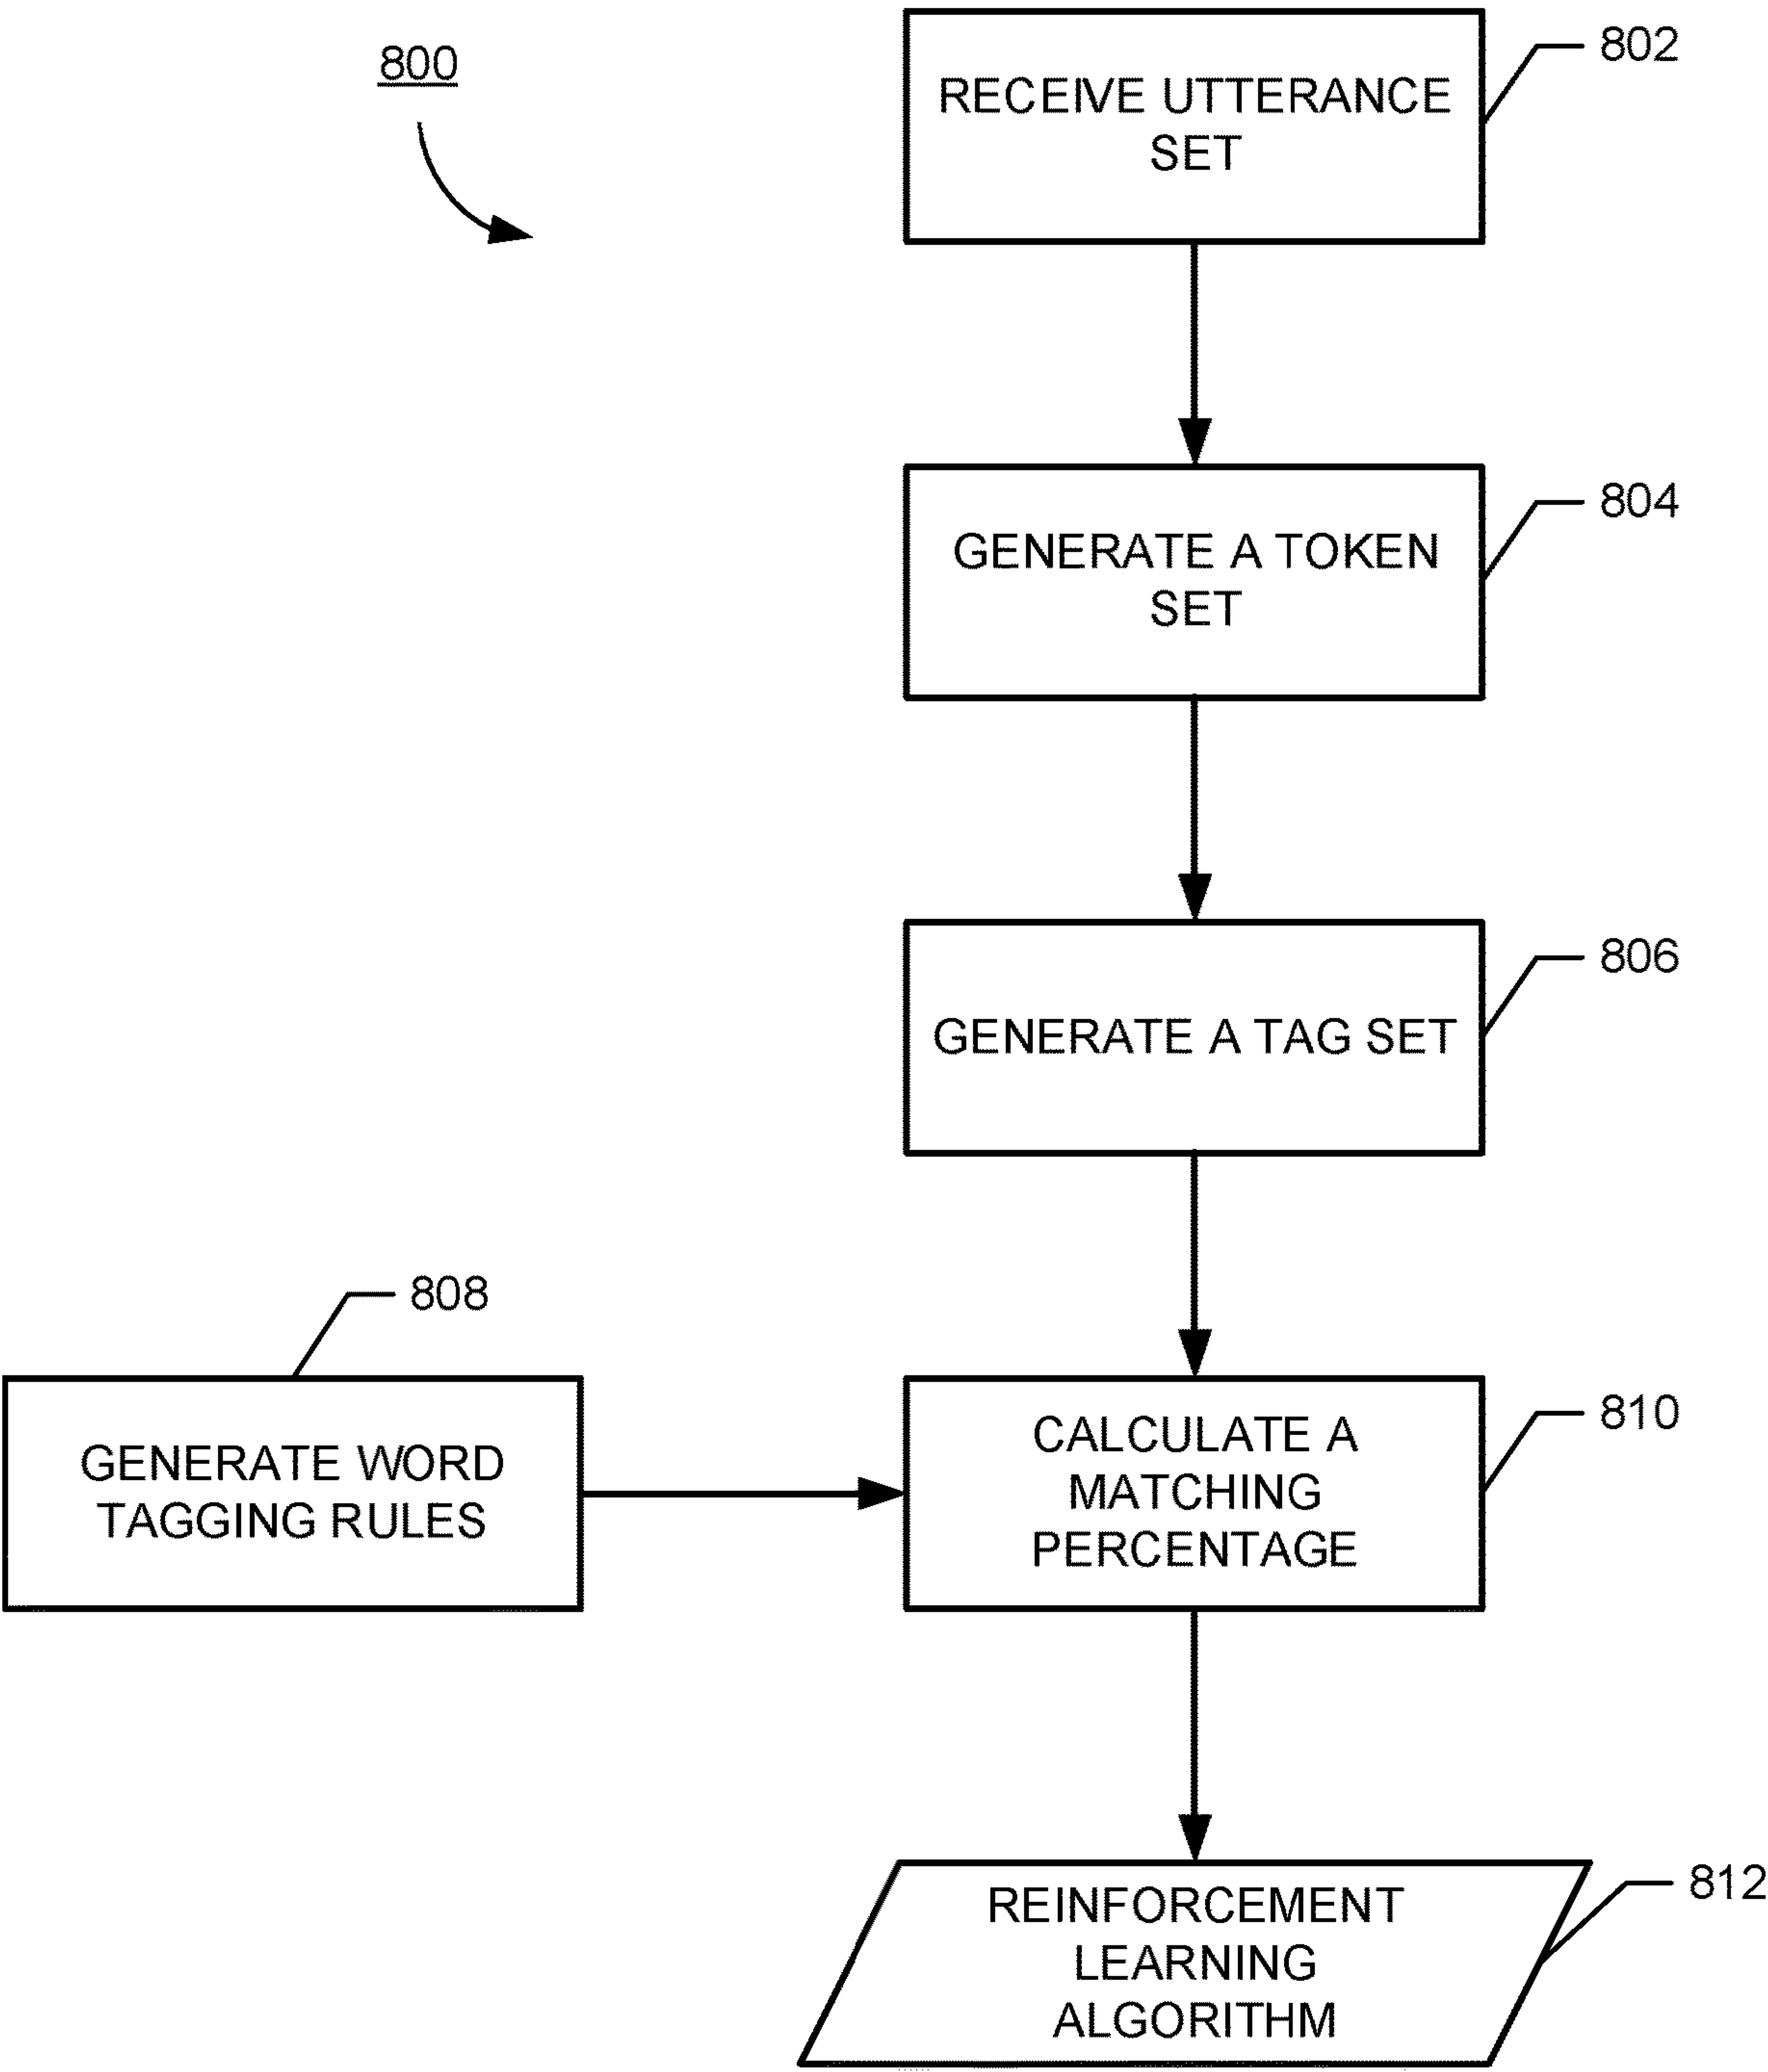 800
802
RECEIVE UTTERANCE
SET
804
GENERATE A TOKEN
SET
806
GENERATE A TAG SET
808
GENERATE WORD
TAGGING RULES
810
CALCULATE A
MATCHING
PERCENTAGE
812
REINFORCEMENT
LEARNING
ALGORITHM